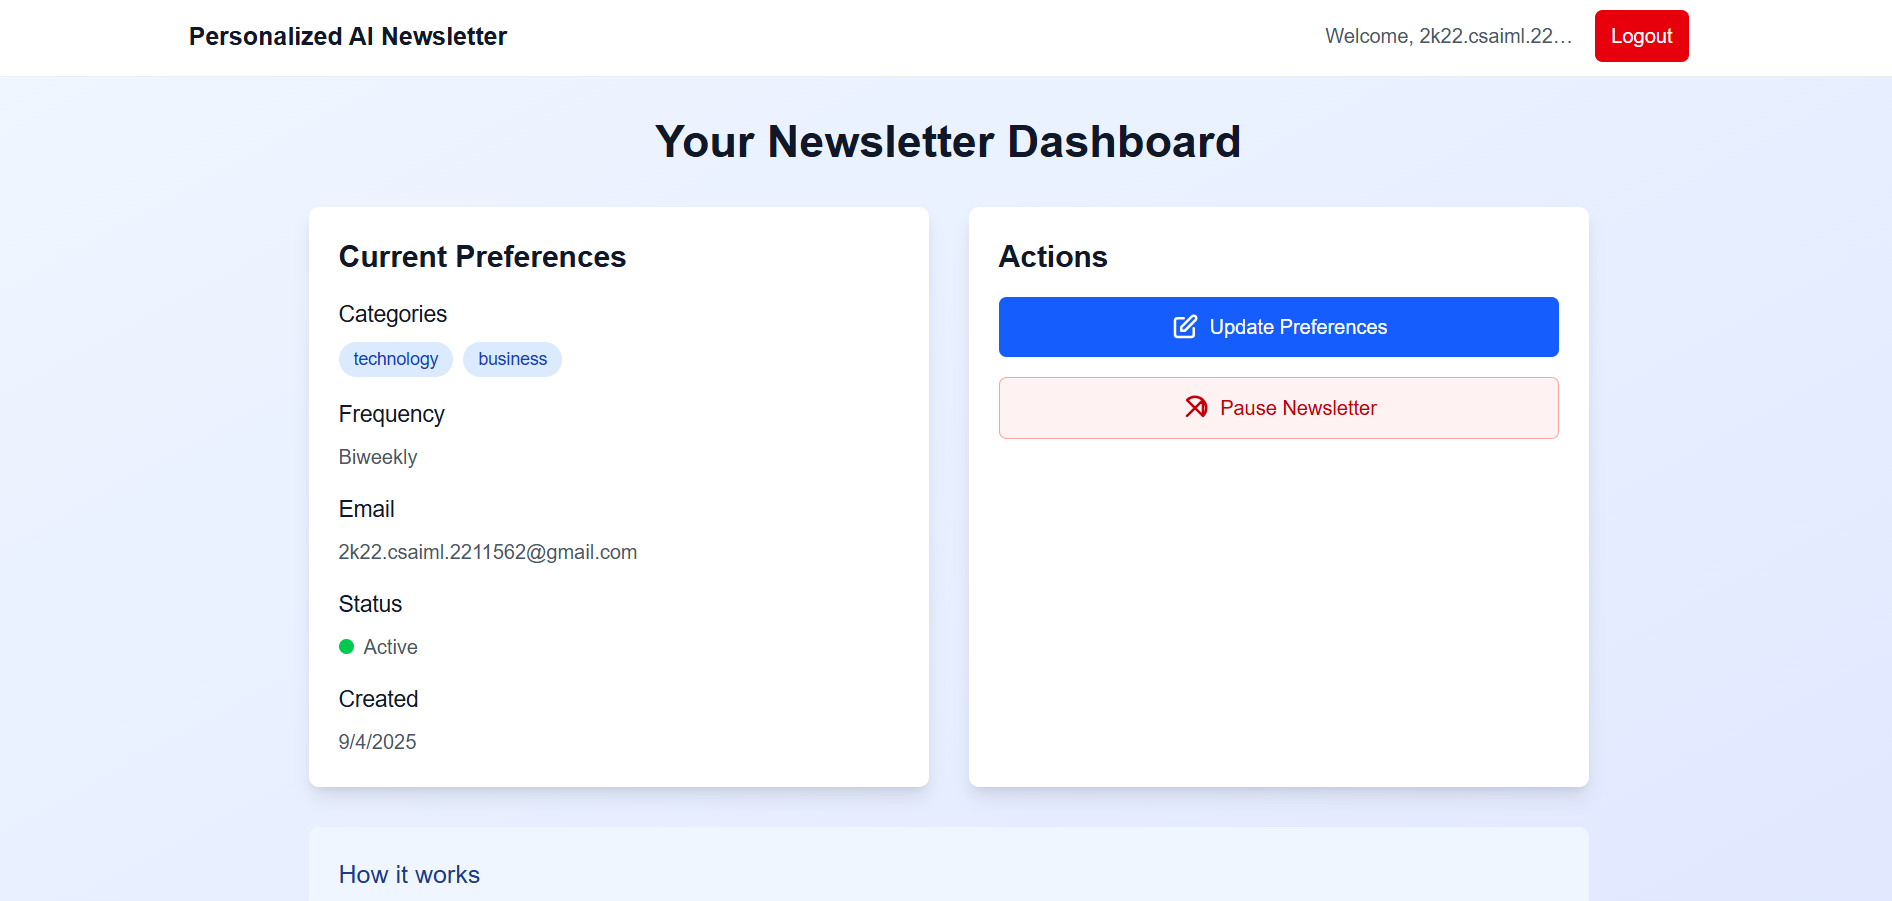 Personalized AI Newsletter
Welcome, 2k22.csaiml.22…
Logout
Your Newsletter Dashboard
Current Preferences
Categories
technology business
Frequency
Biweekly
Email
2k22.csaiml.2211562@gmail.com
Status
Active
Created
9/4/2025
Actions
Update Preferences
Pause Newsletter
How it works